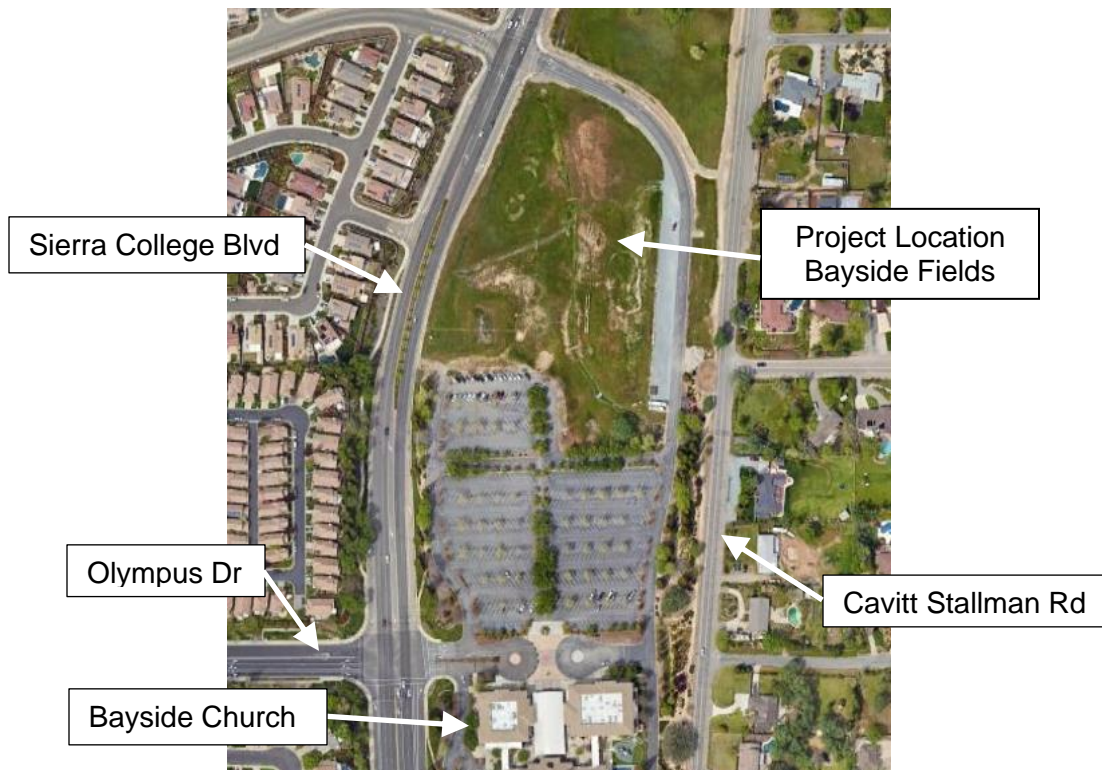 Sierra College Blvd
Project Location
Bayside Fields
Olympus Dr
Cavitt Stallman Rd
Bayside Church